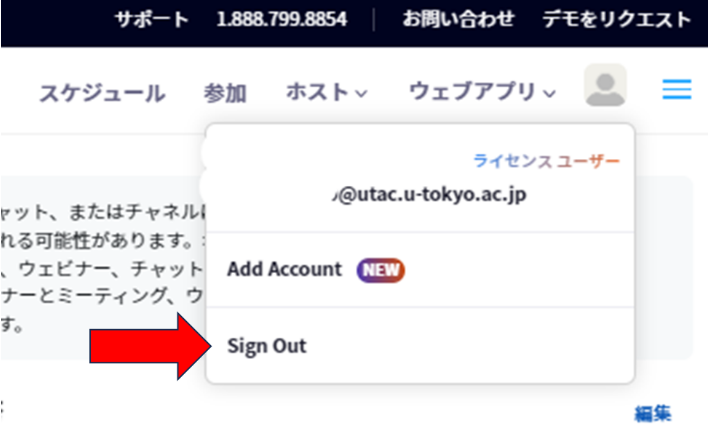 サポート 1.888.799.8854 お問い合わせ デモをリクエスト
スケジュール 参加 ホスト ウェブアプリ
ライセンス ユーザー
@utac.u-tokyo.ac.jp
Add Account NEW
Sign Out
ャット、またはチャネル
れる可能性があります。
、ウェビナー、チャット
ナーとミーティング、ウ
す。
編集